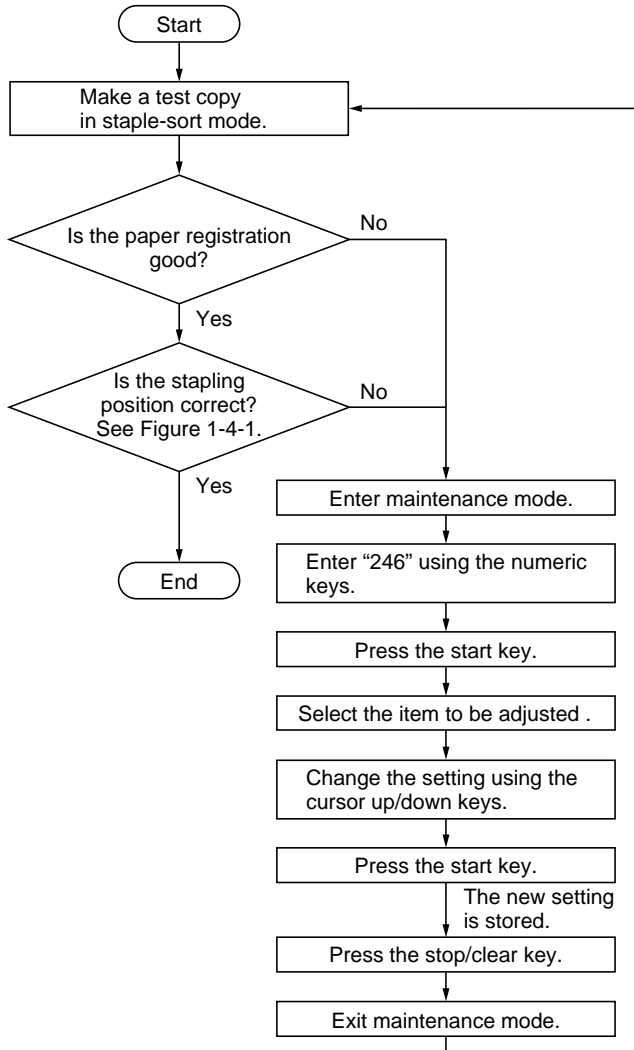 Start
Make a test copy
in staple-sort mode.
Is the paper registration
good?
No
Yes
Is the stapling
position correct?
See Figure 1-4-1.
No
Yes
End
Enter maintenance mode.
Enter “246” using the numeric
keys.
Press the start key.
Select the item to be adjusted .
Change the setting using the
cursor up/down keys.
Press the start key.
The new setting
is stored.
Press the stop/clear key.
Exit maintenance mode.